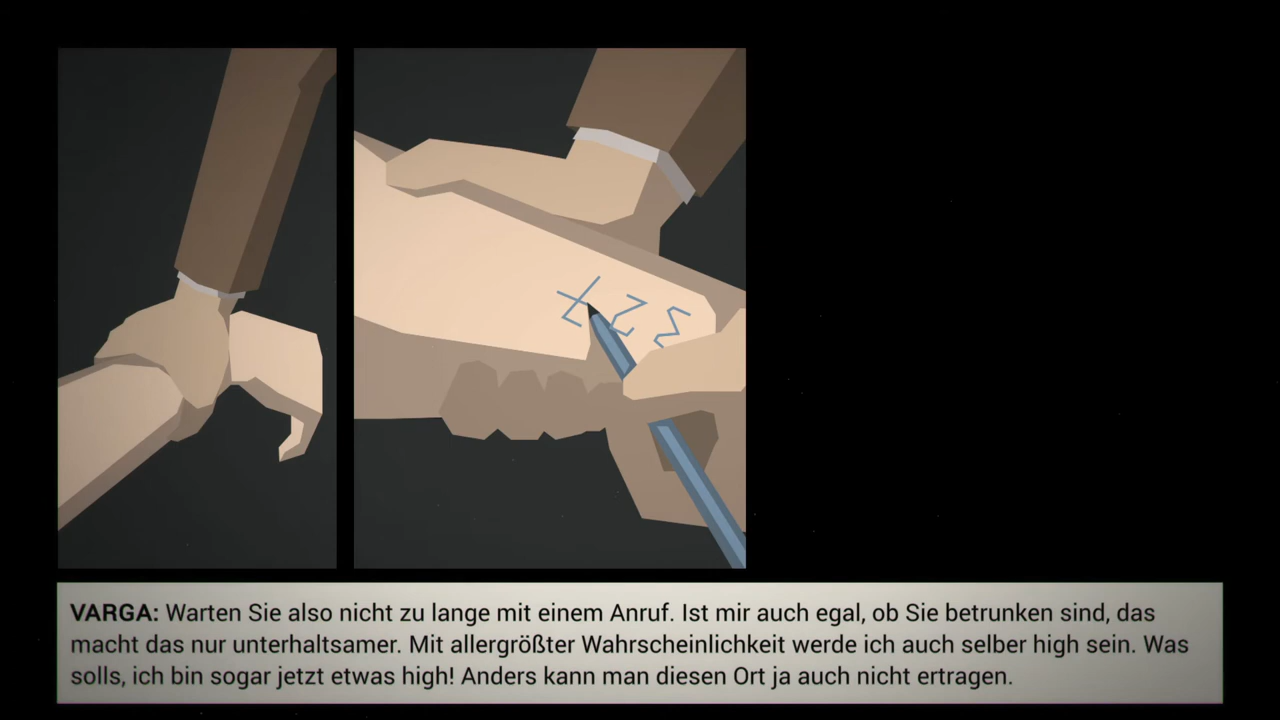 VARGA: Warten Sie also nicht zu lange mit einem Anruf. Ist mir auch egal, ob Sie betrunken sind, das
macht das nur unterhaltsamer. Mit allergrößter Wahrscheinlichkeit werde ich auch selber high sein. Was
solls, ich bin sogar jetzt etwas high! Anders kann man diesen Ort ja auch nicht ertragen.